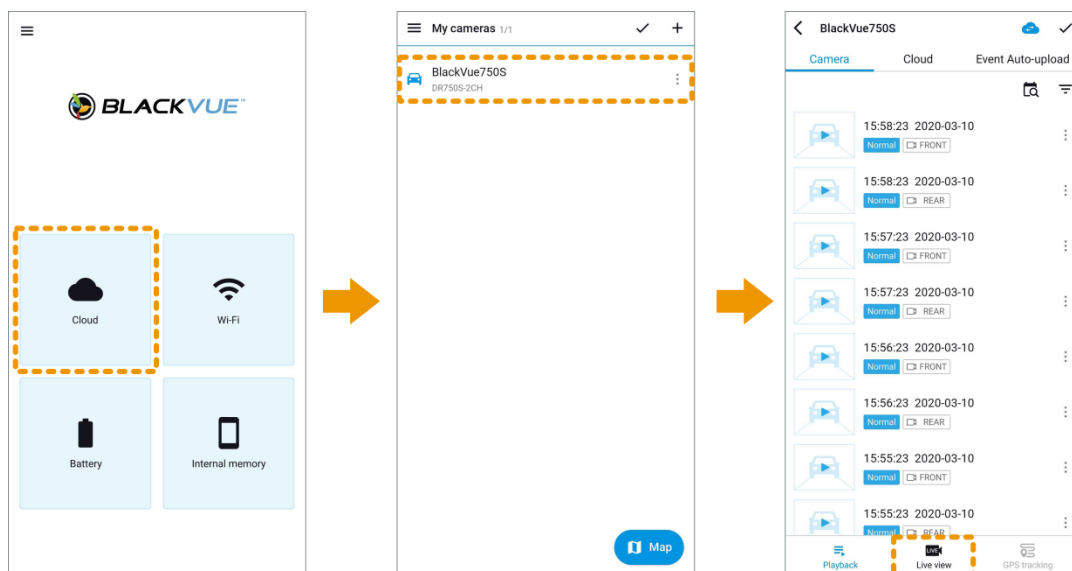 BLACKVUE™
Cloud
Wi-Fi
Battery
Internal memory
My cameras 1/1
BlackVue750S
DR750S-2CH
Map
BlackVue750S
Camera Cloud Event Auto-upload
15:58:23 2020-03-10
Normal FRONT
15:58:23 2020-03-10
Normal REAR
15:57:23 2020-03-10
Normal FRONT
15:57:23 2020-03-10
Normal REAR
15:56:23 2020-03-10
Normal FRONT
15:56:23 2020-03-10
Normal REAR
15:55:23 2020-03-10
Normal FRONT
15:55:23 2020-03-10
Normal REAR
LIVE
Playback Live view GPS tracking